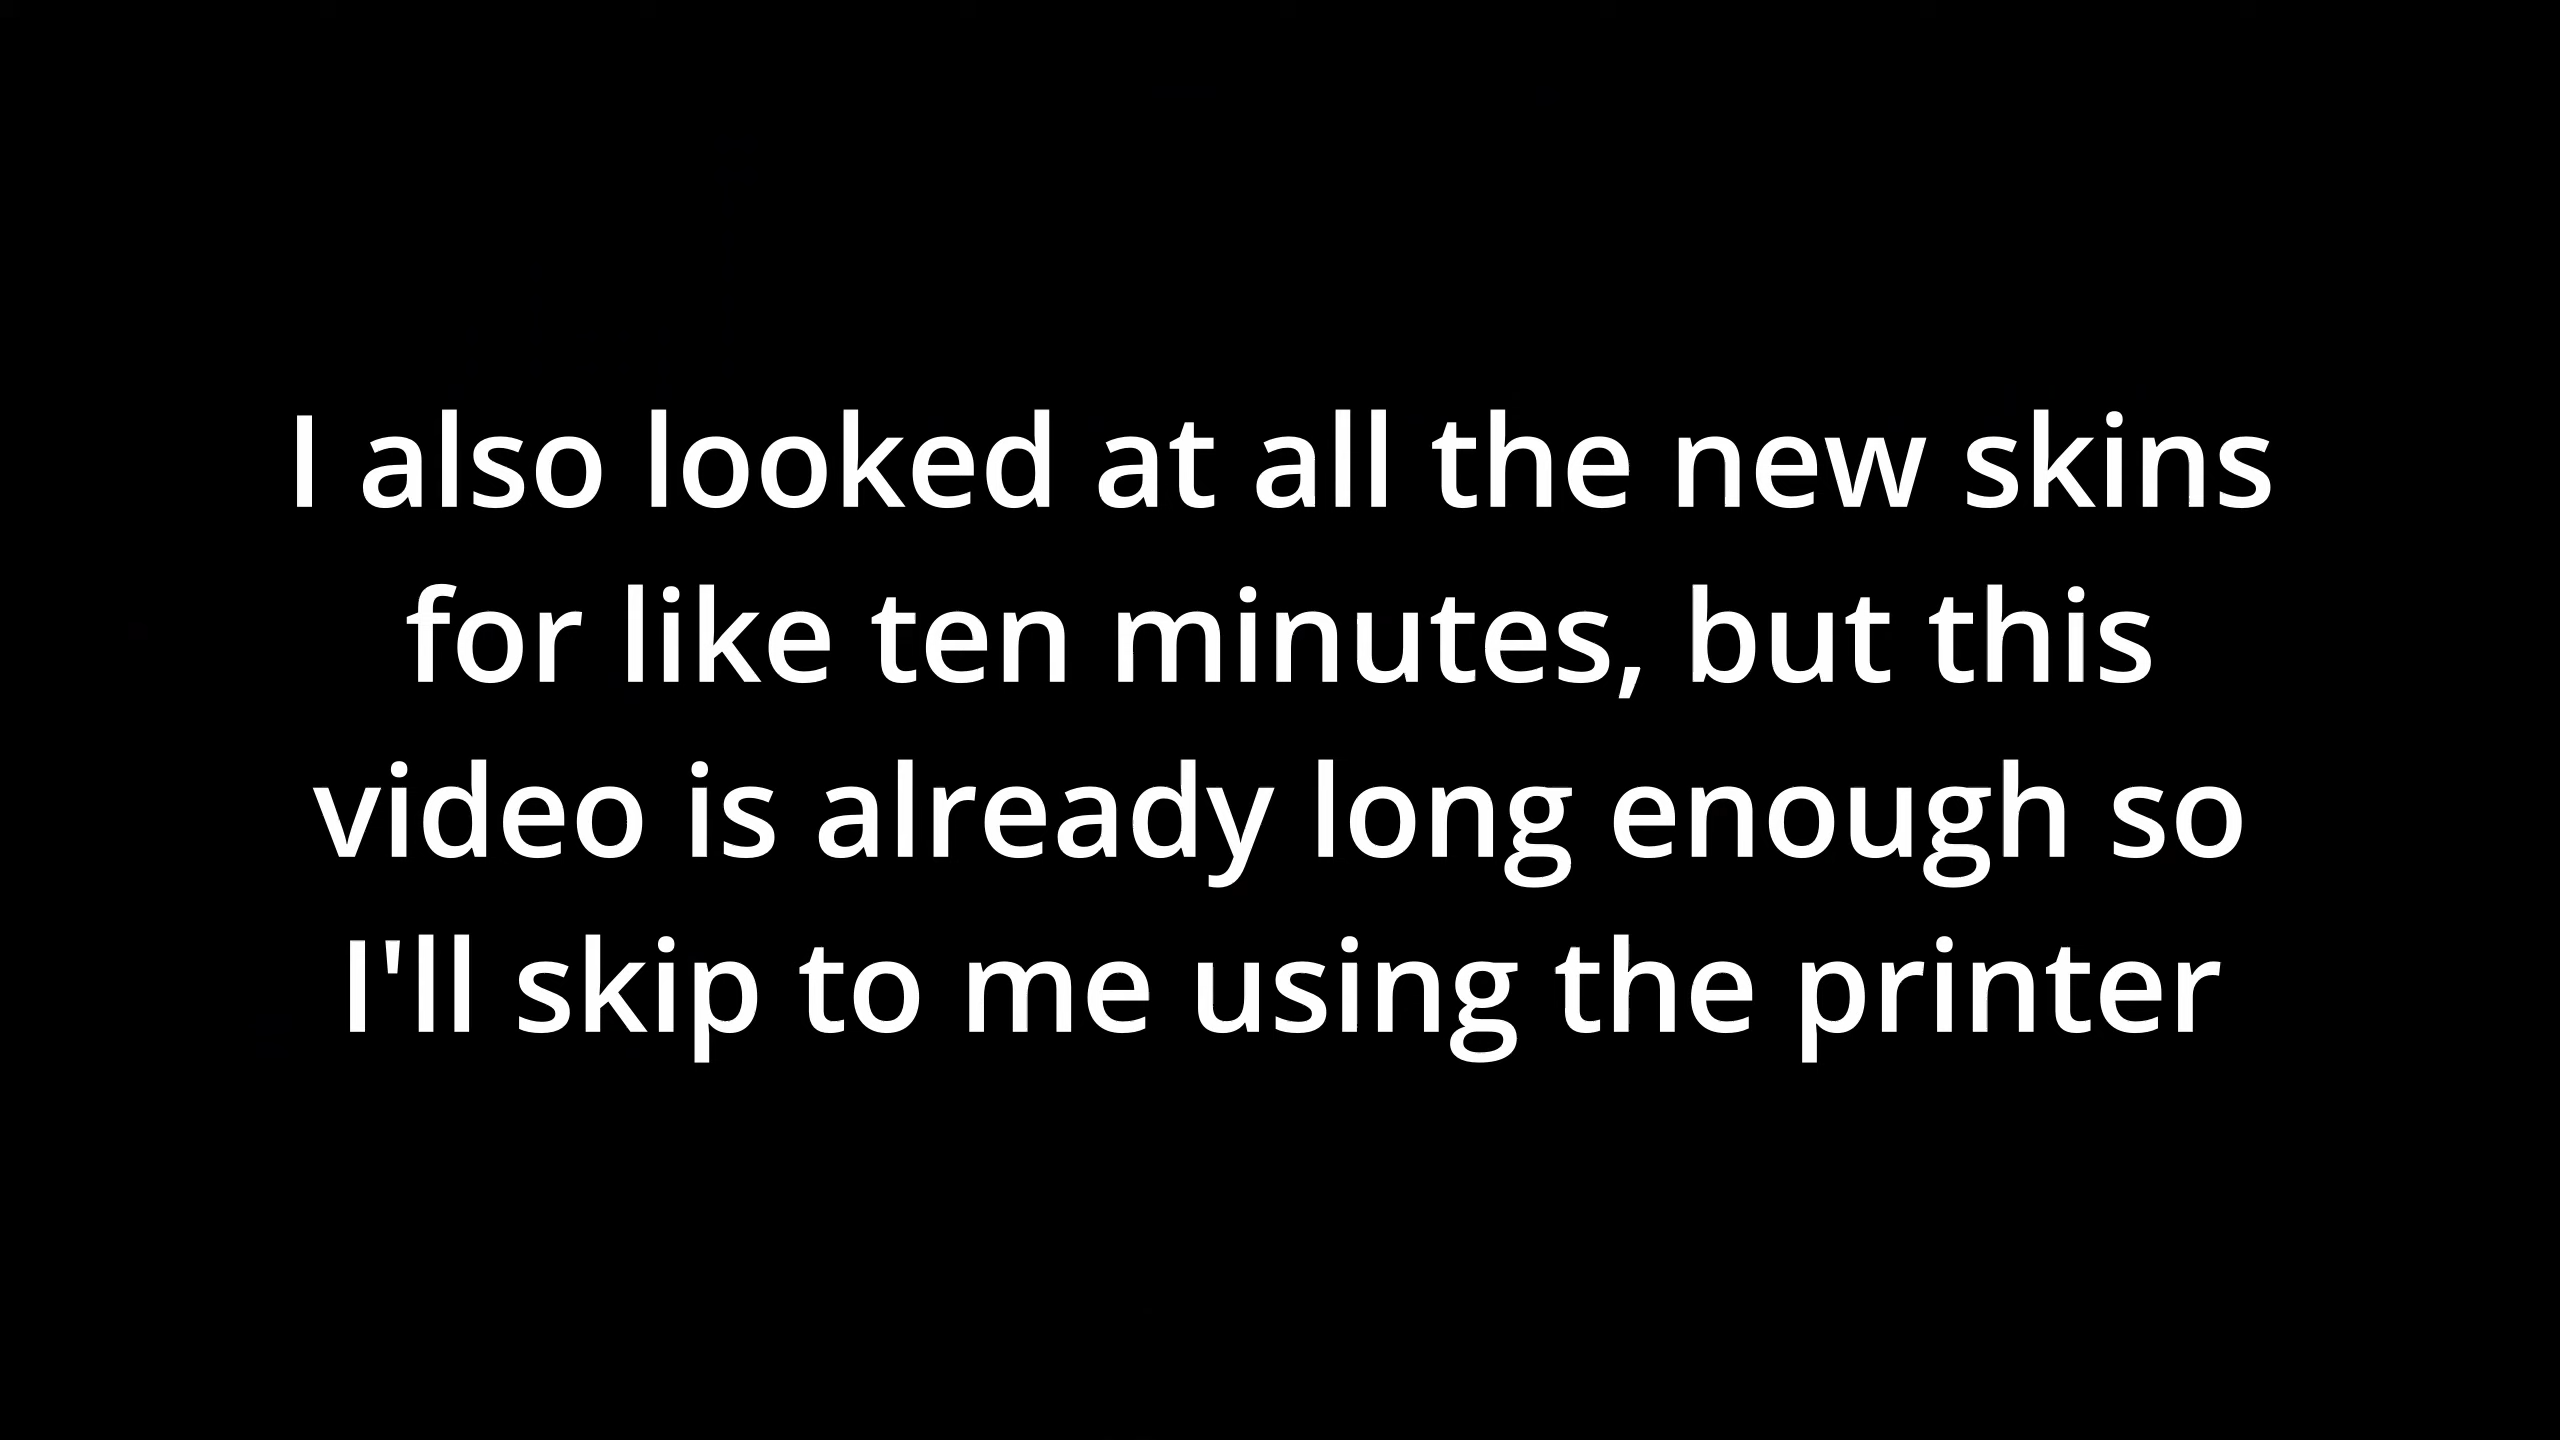 I also looked at all the new skins
for like ten minutes, but this
video is already long enough so
I'll skip to me using the printer